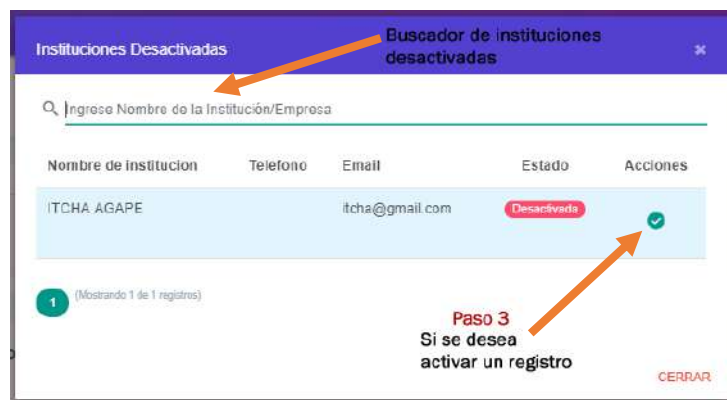 Instituciones Desactivadas
Buscador de instituciones
desactivadas
Ingrese Nombre de la Institución/Empresa
Nombre de institucion Telefono Email Estado Acciones
ITCHA AGAPE itcha@gmail.com Desactivada
1 (Mostrando 1 de 1 registros)
Paso 3
Si se desea
activar un registro
CERRAR